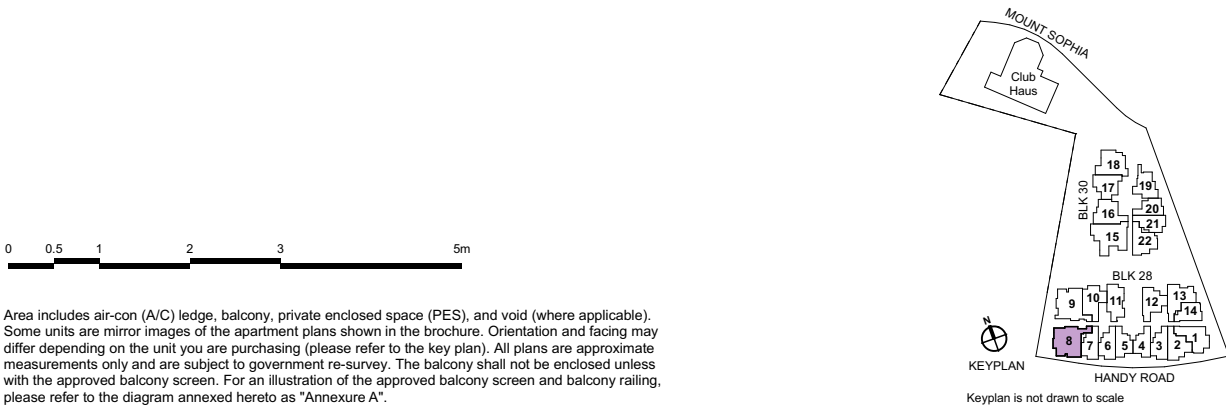 0 0.5 1 2 3 5m
Area includes air-con (A/C) ledge, balcony, private enclosed space (PES), and void (where applicable).
Some units are mirror images of the apartment plans shown in the brochure. Orientation and facing may
differ depending on the unit you are purchasing (please refer to the key plan). All plans are approximate
measurements only and are subject to government re-survey. The balcony shall not be enclosed unless
with the approved balcony screen. For an illustration of the approved balcony screen and balcony railing,
please refer to the diagram annexed hereto as "Annexure A".
MOUNT SOPHIA
Club
Haus
BLK 30
18
17
19
16
20
21
15
22
BLK 28
9
10
11
12
13
14
8
7
6
5
4
3
2
1
N
KEYPLAN
HANDY ROAD
Keyplan is not drawn to scale